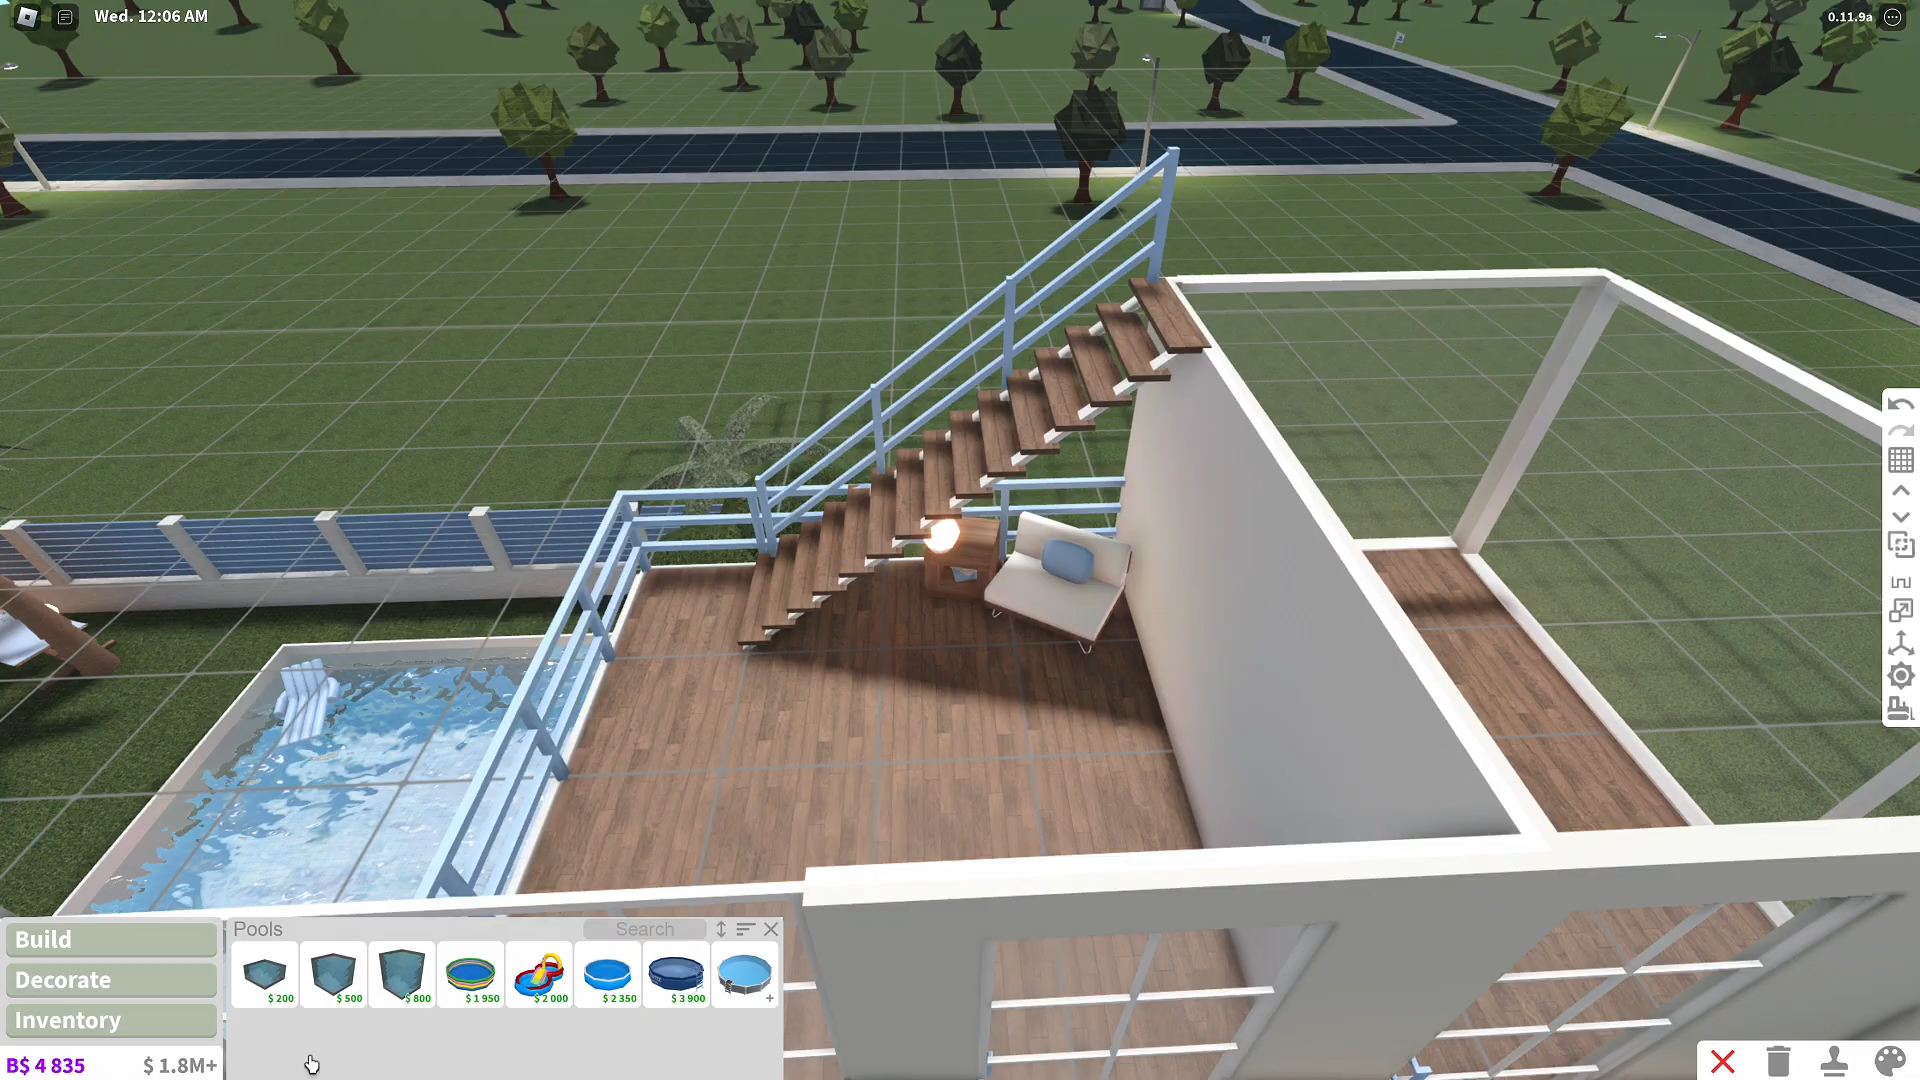 Wed. 12:06 AM
0.11.9a
Build
Decorate
Inventory
B$ 4 835
$ 1.8M+
Pools
Search
$ 200
$ 500
$ 800
$ 1 950
$ 2 000
$ 2 350
$ 3 900
+